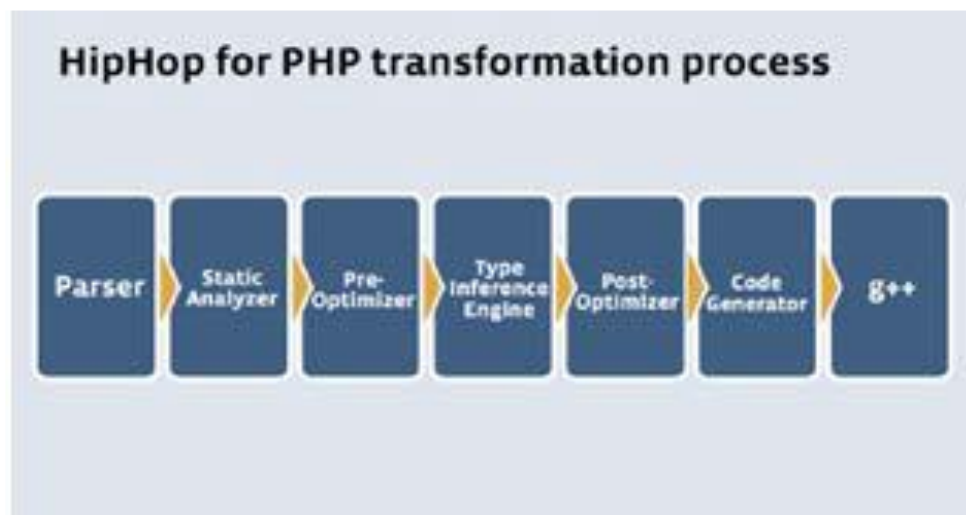 HipHop for PHP transformation process
Parser
Static
Analyzer
Pre-
Optimizer
Type
Inference
Engine
Post-
Optimizer
Code
Generator
g++